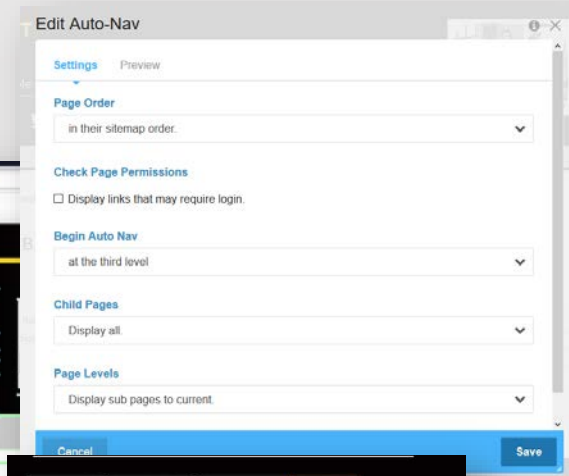 Edit Auto-Nav
Settings Preview
Page Order
in their sitemap order.
Check Page Permissions
Display links that may require login.
Begin Auto Nav
at the third level
Child Pages
Display all.
Page Levels
Display sub pages to current.
Cancel Save